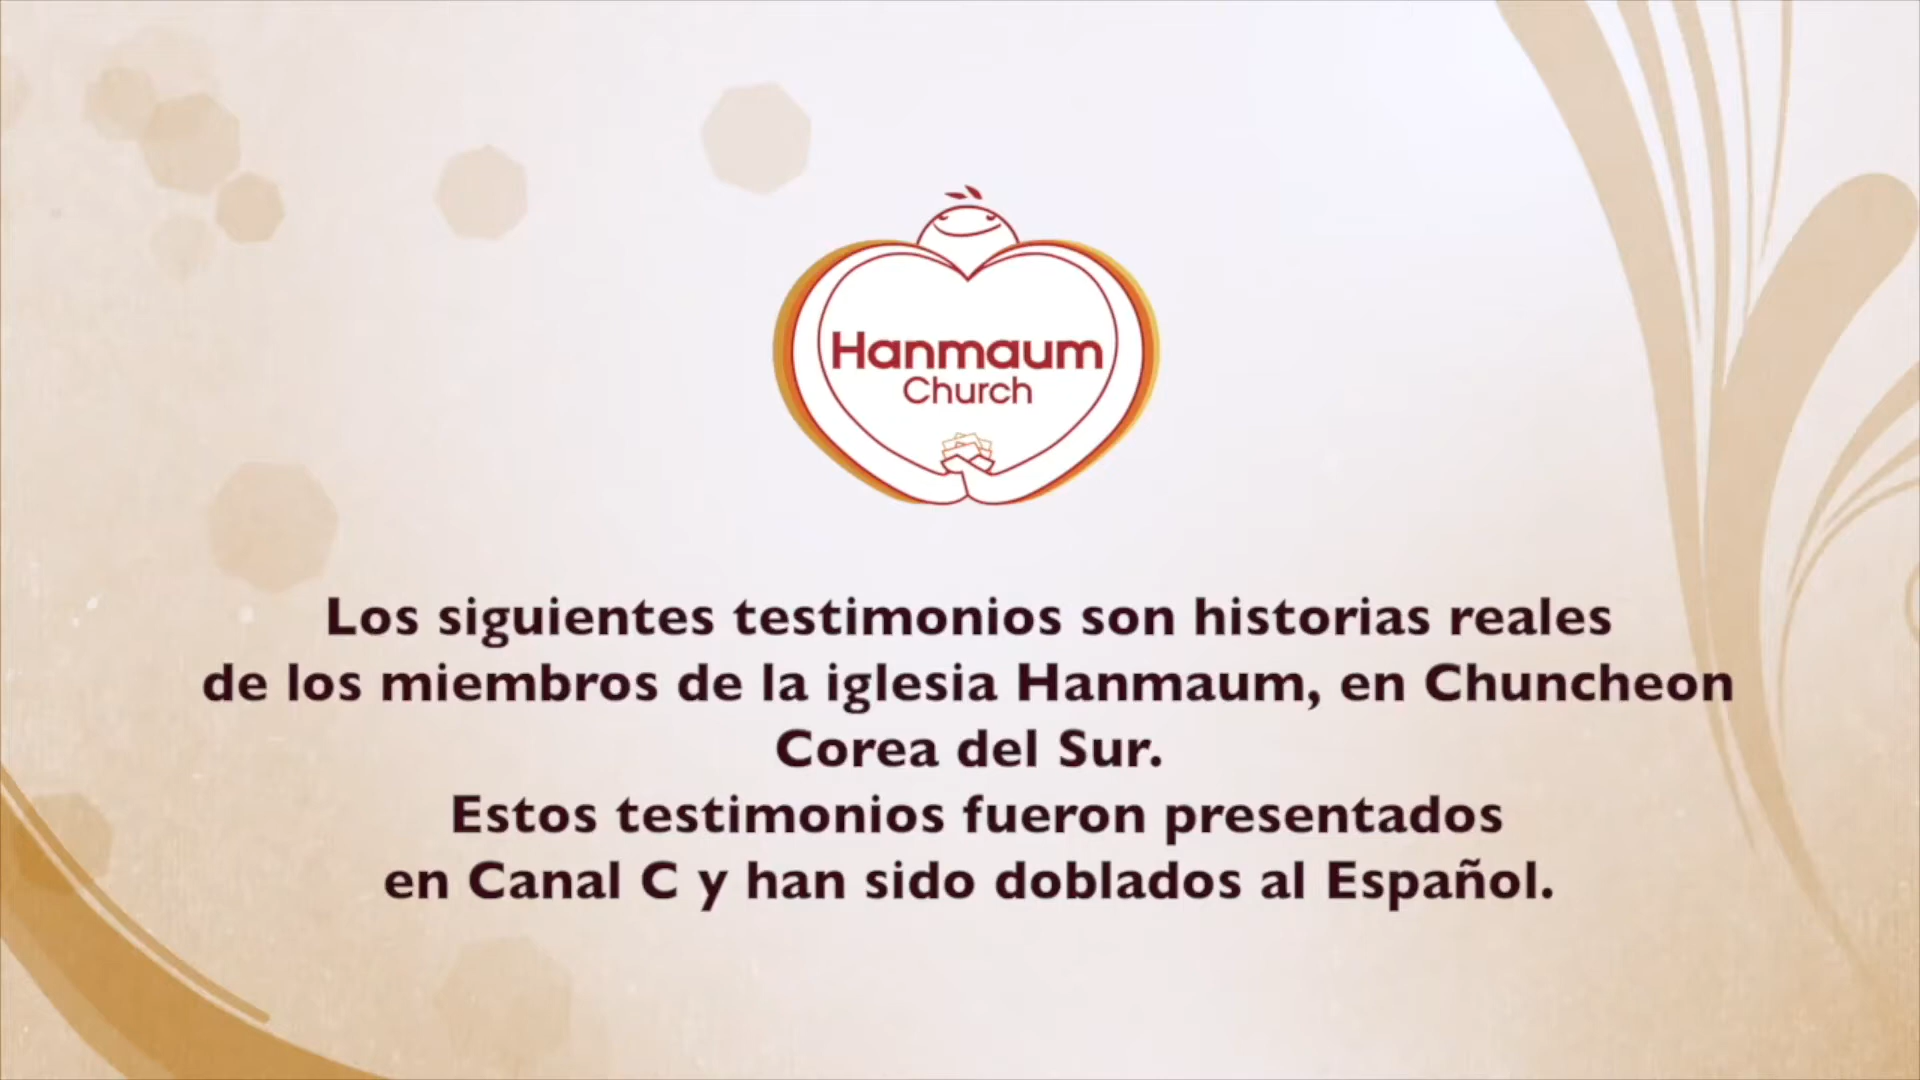 Hanmaum
Church
Los siguientes testimonios son historias reales
de los miembros de la iglesia Hanmaum, en Chuncheon
Corea del Sur.
Estos testimonios fueron presentados
en Canal C y han sido doblados al Español.